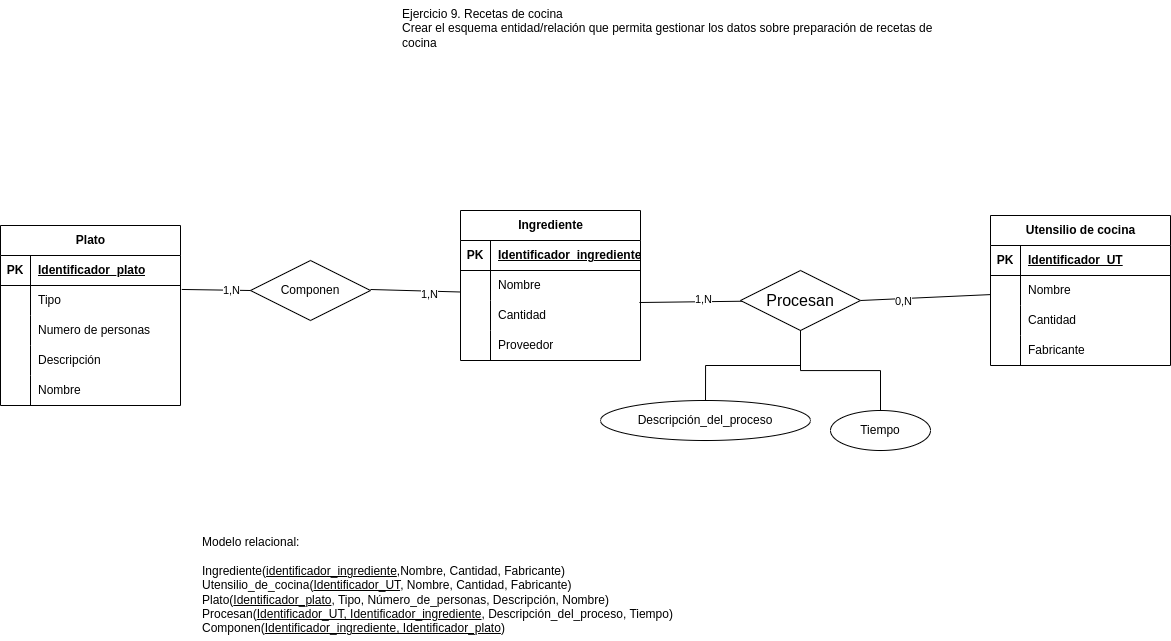 Ejercicio 9. Recetas de cocina
Crear el esquema entidad/relación que permita gestionar los datos sobre preparación de recetas de
cocina
Plato
PK Identificador_plato
Tipo
Numero de personas
Descripción
Nombre
1,N
Componen
1,N
Ingrediente
PK Identificador_ingrediente
Nombre
Cantidad
Proveedor
1,N
Procesan
0,N
Descripción_del_proceso
Tiempo
Utensilio de cocina
PK Identificador_UT
Nombre
Cantidad
Fabricante
Modelo relacional:
Ingrediente(identificador_ingrediente,Nombre, Cantidad, Fabricante)
Utensilio_de_cocina(Identificador_UT, Nombre, Cantidad, Fabricante)
Plato(Identificador_plato, Tipo, Número_de_personas, Descripción, Nombre)
Procesan(Identificador_UT, Identificador_ingrediente, Descripción_del_proceso, Tiempo)
Componen(Identificador_ingrediente, Identificador_plato)